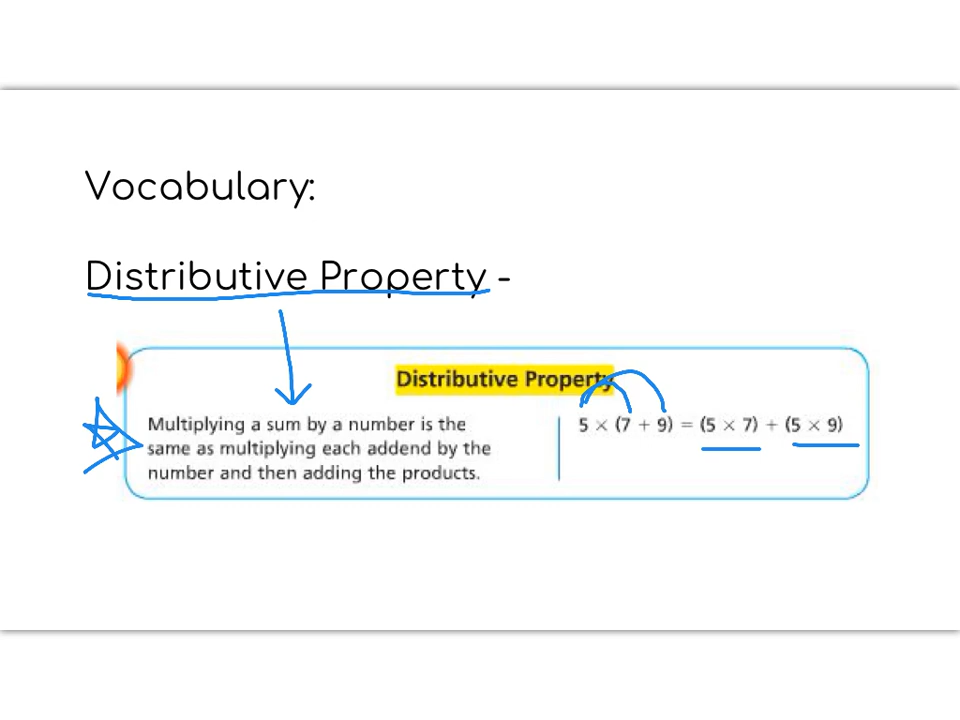 Vocabulary:
Distributive Property -
Distributive Property
Multiplying a sum by a number is the
same as multiplying each addend by the
number and then adding the products.
5 × (7 + 9) = (5 × 7) + (5 × 9)